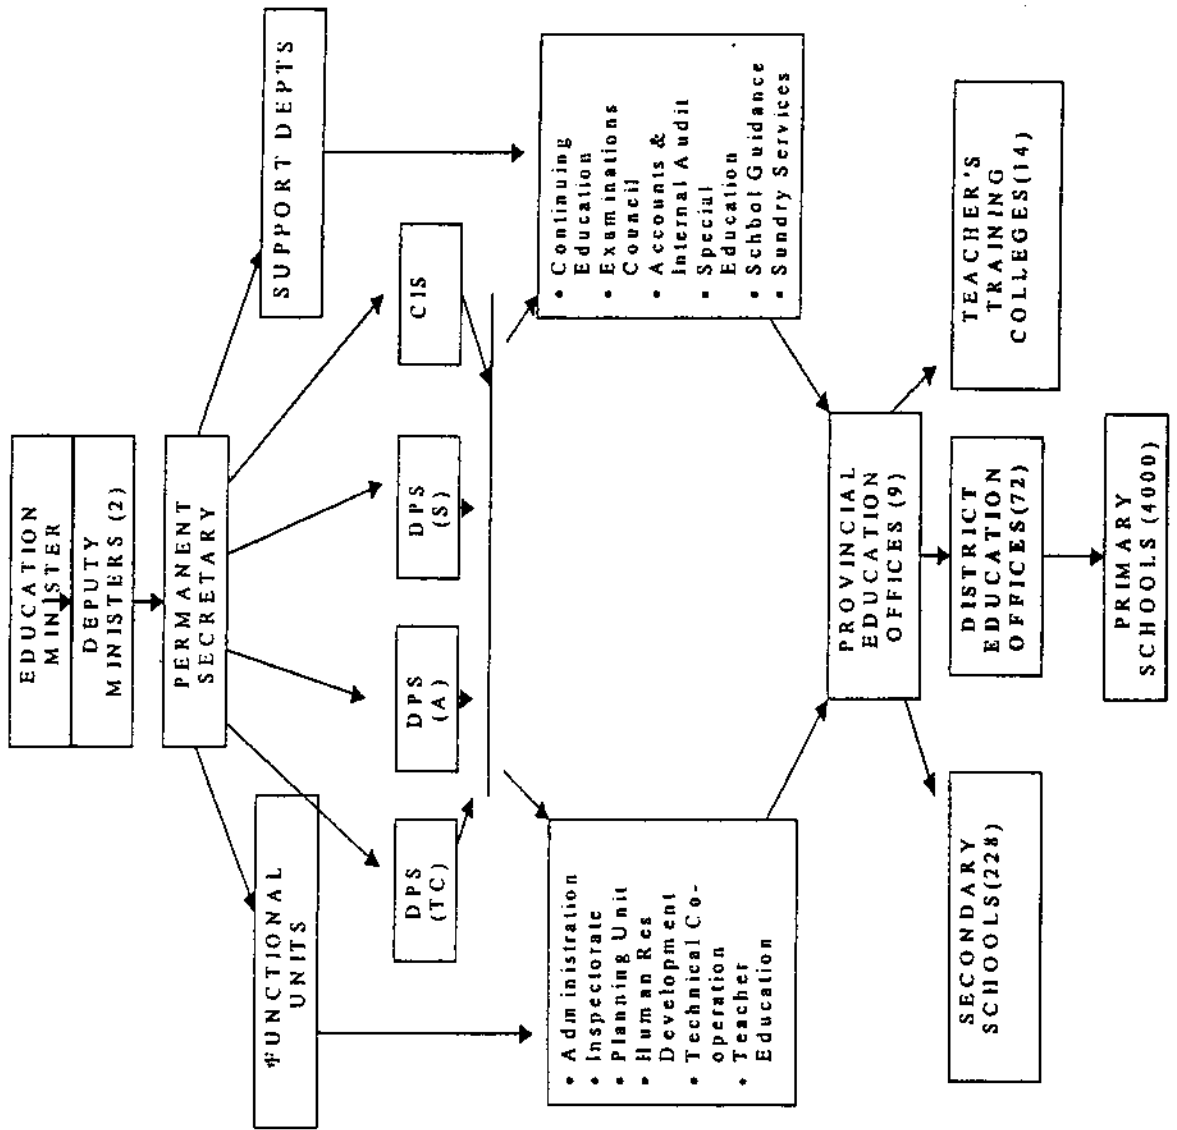 EDUCATION
MINISTER
DEPUTY
MINISTERS (2)
PERMANENT
SECRETARY
FUNCTIONAL
UNITS
SUPPORT DEPTS
DPS
(TC)
DPS
(A)
DPS
(S)
CIS
• Administration
• Inspectorate
• Planning Unit
• Human Res
Development
• Technical Co-
operation
• Teacher
Education
• Continuing
Education
• Examinations
Council
• Accounts &
Internal Audit
• Special
Education
• School Guidance
• Sundry Services
PROVINCIAL
EDUCATION
OFFICES (9)
SECONDARY
SCHOOLS(228)
DISTRICT
EDUCATION
OFFICES(72)
TEACHER'S
TRAINING
COLLEGES(14)
PRIMARY
SCHOOLS (4000)